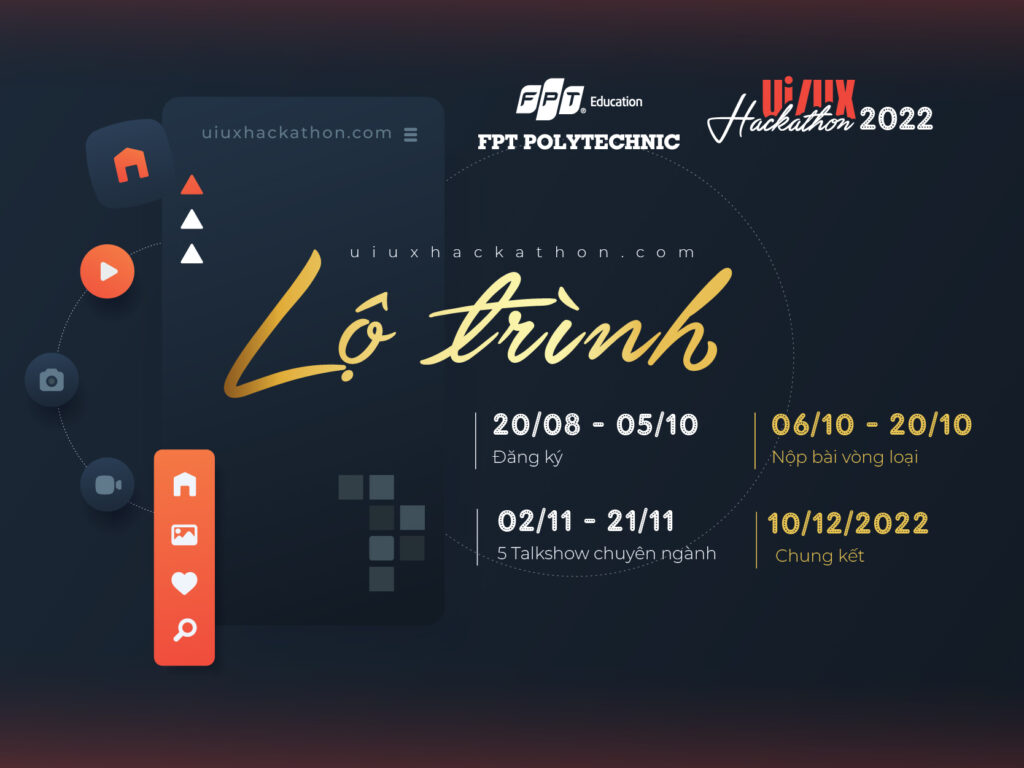 FPT Education
FPT POLYTECHNIC
Ui/UX
Hackathon 2022
uiuxhackathon.com
uiuxhackathon.com
Lộ trình
20/08 - 05/10
Đăng ký
06/10 - 20/10
Nộp bài vòng loại
02/11 - 21/11
5 Talkshow chuyên ngành
10/12/2022
Chung kết